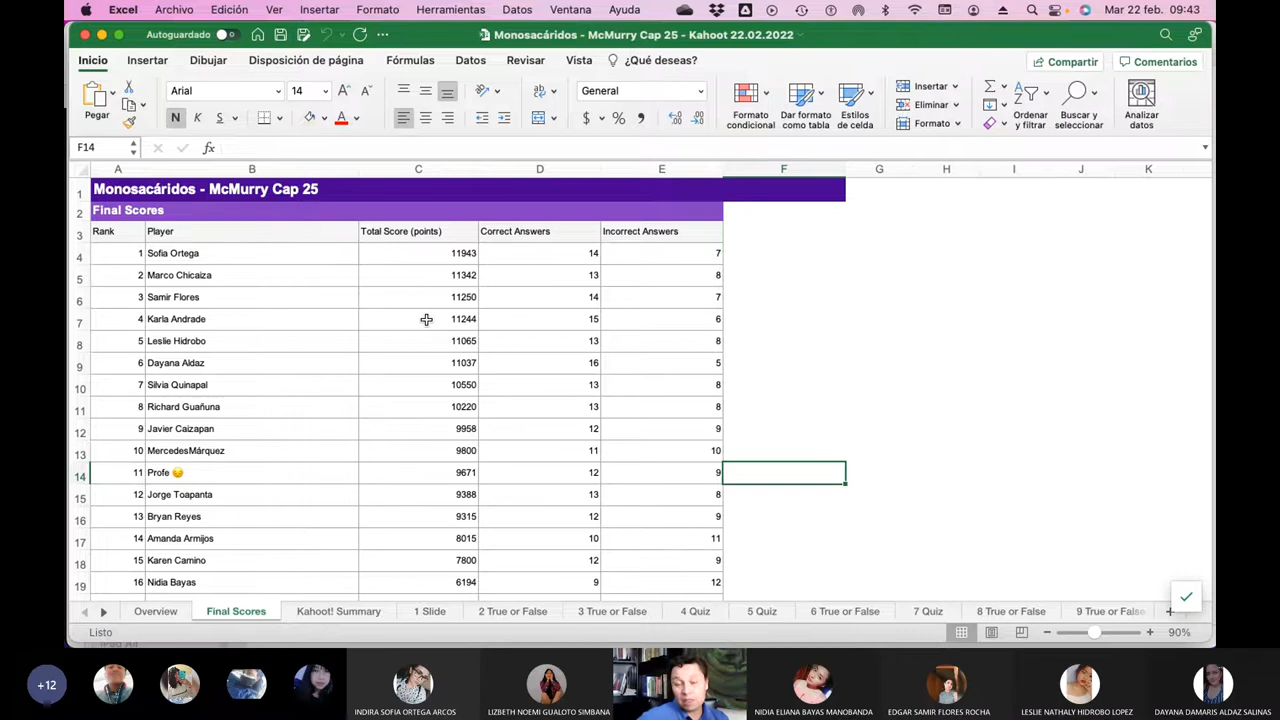 Excel Archivo Edición Ver Insertar Formato Herramientas Datos Ventana Ayuda Mar 22 feb. 09:43
Autoguardado Monosacáridos - McMurry Cap 25 - Kahoot 22.02.2022
Inicio Insertar Dibujar Disposición de página Fórmulas Datos Revisar Vista ¿Qué deseas? Compartir Comentarios
Pegar Arial 14 General Formato condicional Dar formato como tabla Estilos de celda Insertar Eliminar Formato Ordenar y filtrar Buscar y seleccionar Analizar datos
F14 fx
A B C D E F G H I J K
1 Monosacáridos - McMurry Cap 25
2 Final Scores
3 Rank Player Total Score (points) Correct Answers Incorrect Answers
4 1 Sofia Ortega 11943 14 7
5 2 Marco Chicaiza 11342 13 8
6 3 Samir Flores 11250 14 7
7 4 Karla Andrade 11244 15 6
8 5 Leslie Hidrobo 11065 13 8
9 6 Dayana Aldaz 11037 16 5
10 7 Silvia Quinapal 10550 13 8
11 8 Richard Guañuna 10220 13 8
12 9 Javier Caizapan 9958 12 9
13 10 MercedesMárquez 9800 11 10
14 11 Profe 😔 9671 12 9
15 12 Jorge Toapanta 9388 13 8
16 13 Bryan Reyes 9315 12 9
17 14 Amanda Armijos 8015 10 11
18 15 Karen Camino 7800 12 9
19 16 Nidia Bayas 6194 9 12
Overview Final Scores Kahoot! Summary 1 Slide 2 True or False 3 True or False 4 Quiz 5 Quiz 6 True or False 7 Quiz 8 True or False 9 True or False
Listo 90%
+12
INDIRA SOFIA ORTEGA ARCOS LIZBETH NOEMI GUALOTO SIMBANA NIDIA ELIANA BAYAS MANOBANDA EDGAR SAMIR FLORES ROCHA LESLIE NATHALY HIDROBO LOPEZ DAYANA DAMARIS ALDAZ SALINAS